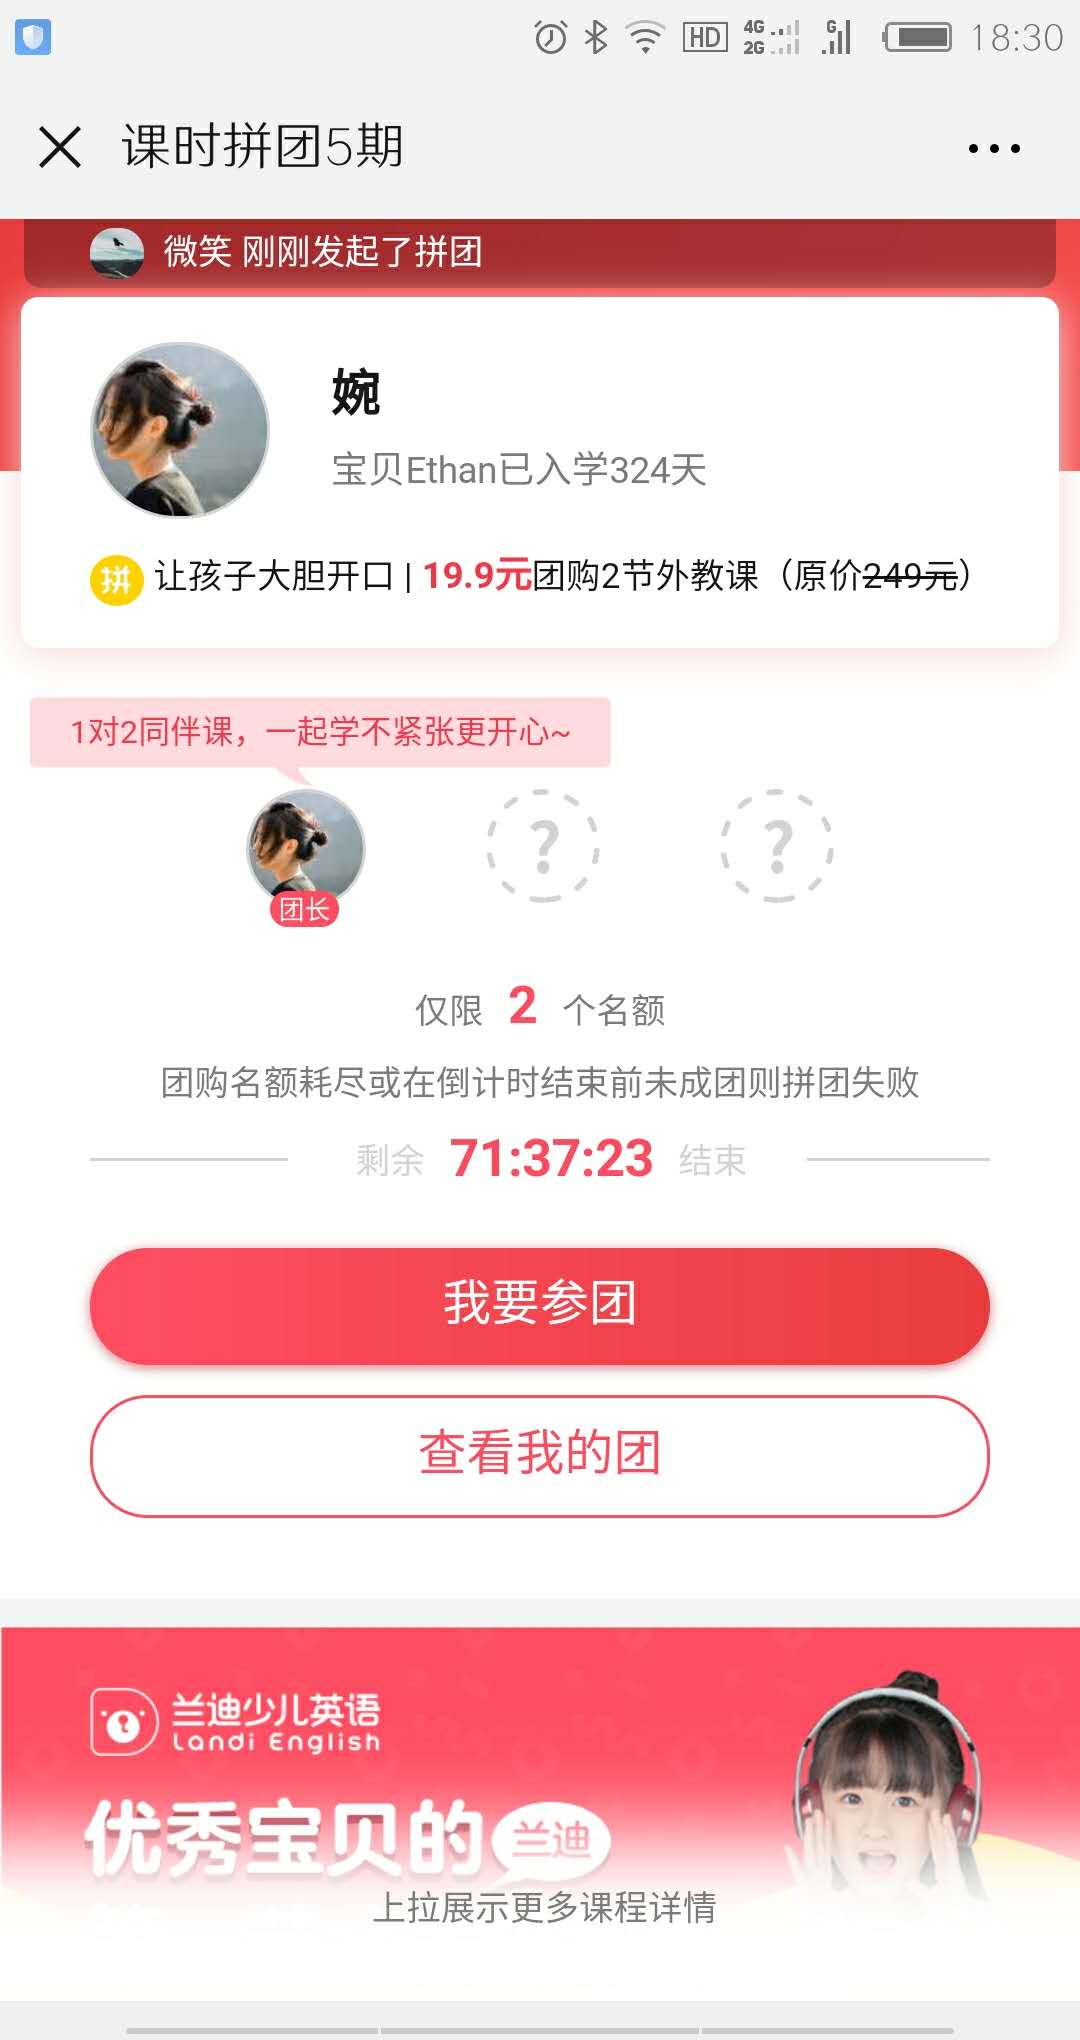 HD 4G 2G G 18:30
课时拼团5期
微笑 刚刚发起了拼团
婉
宝贝Ethan已入学324天
拼 让孩子大胆开口 | 19.9元团购2节外教课（原价249元）
1对2同伴课，一起学不紧张更开心~
? ?
团长
仅限 2 个名额
团购名额耗尽或在倒计时结束前未成团则拼团失败
剩余 71:37:23 结束
我要参团
查看我的团
兰迪少儿英语
Landi English
优秀宝贝的 兰迪
上拉展示更多课程详情